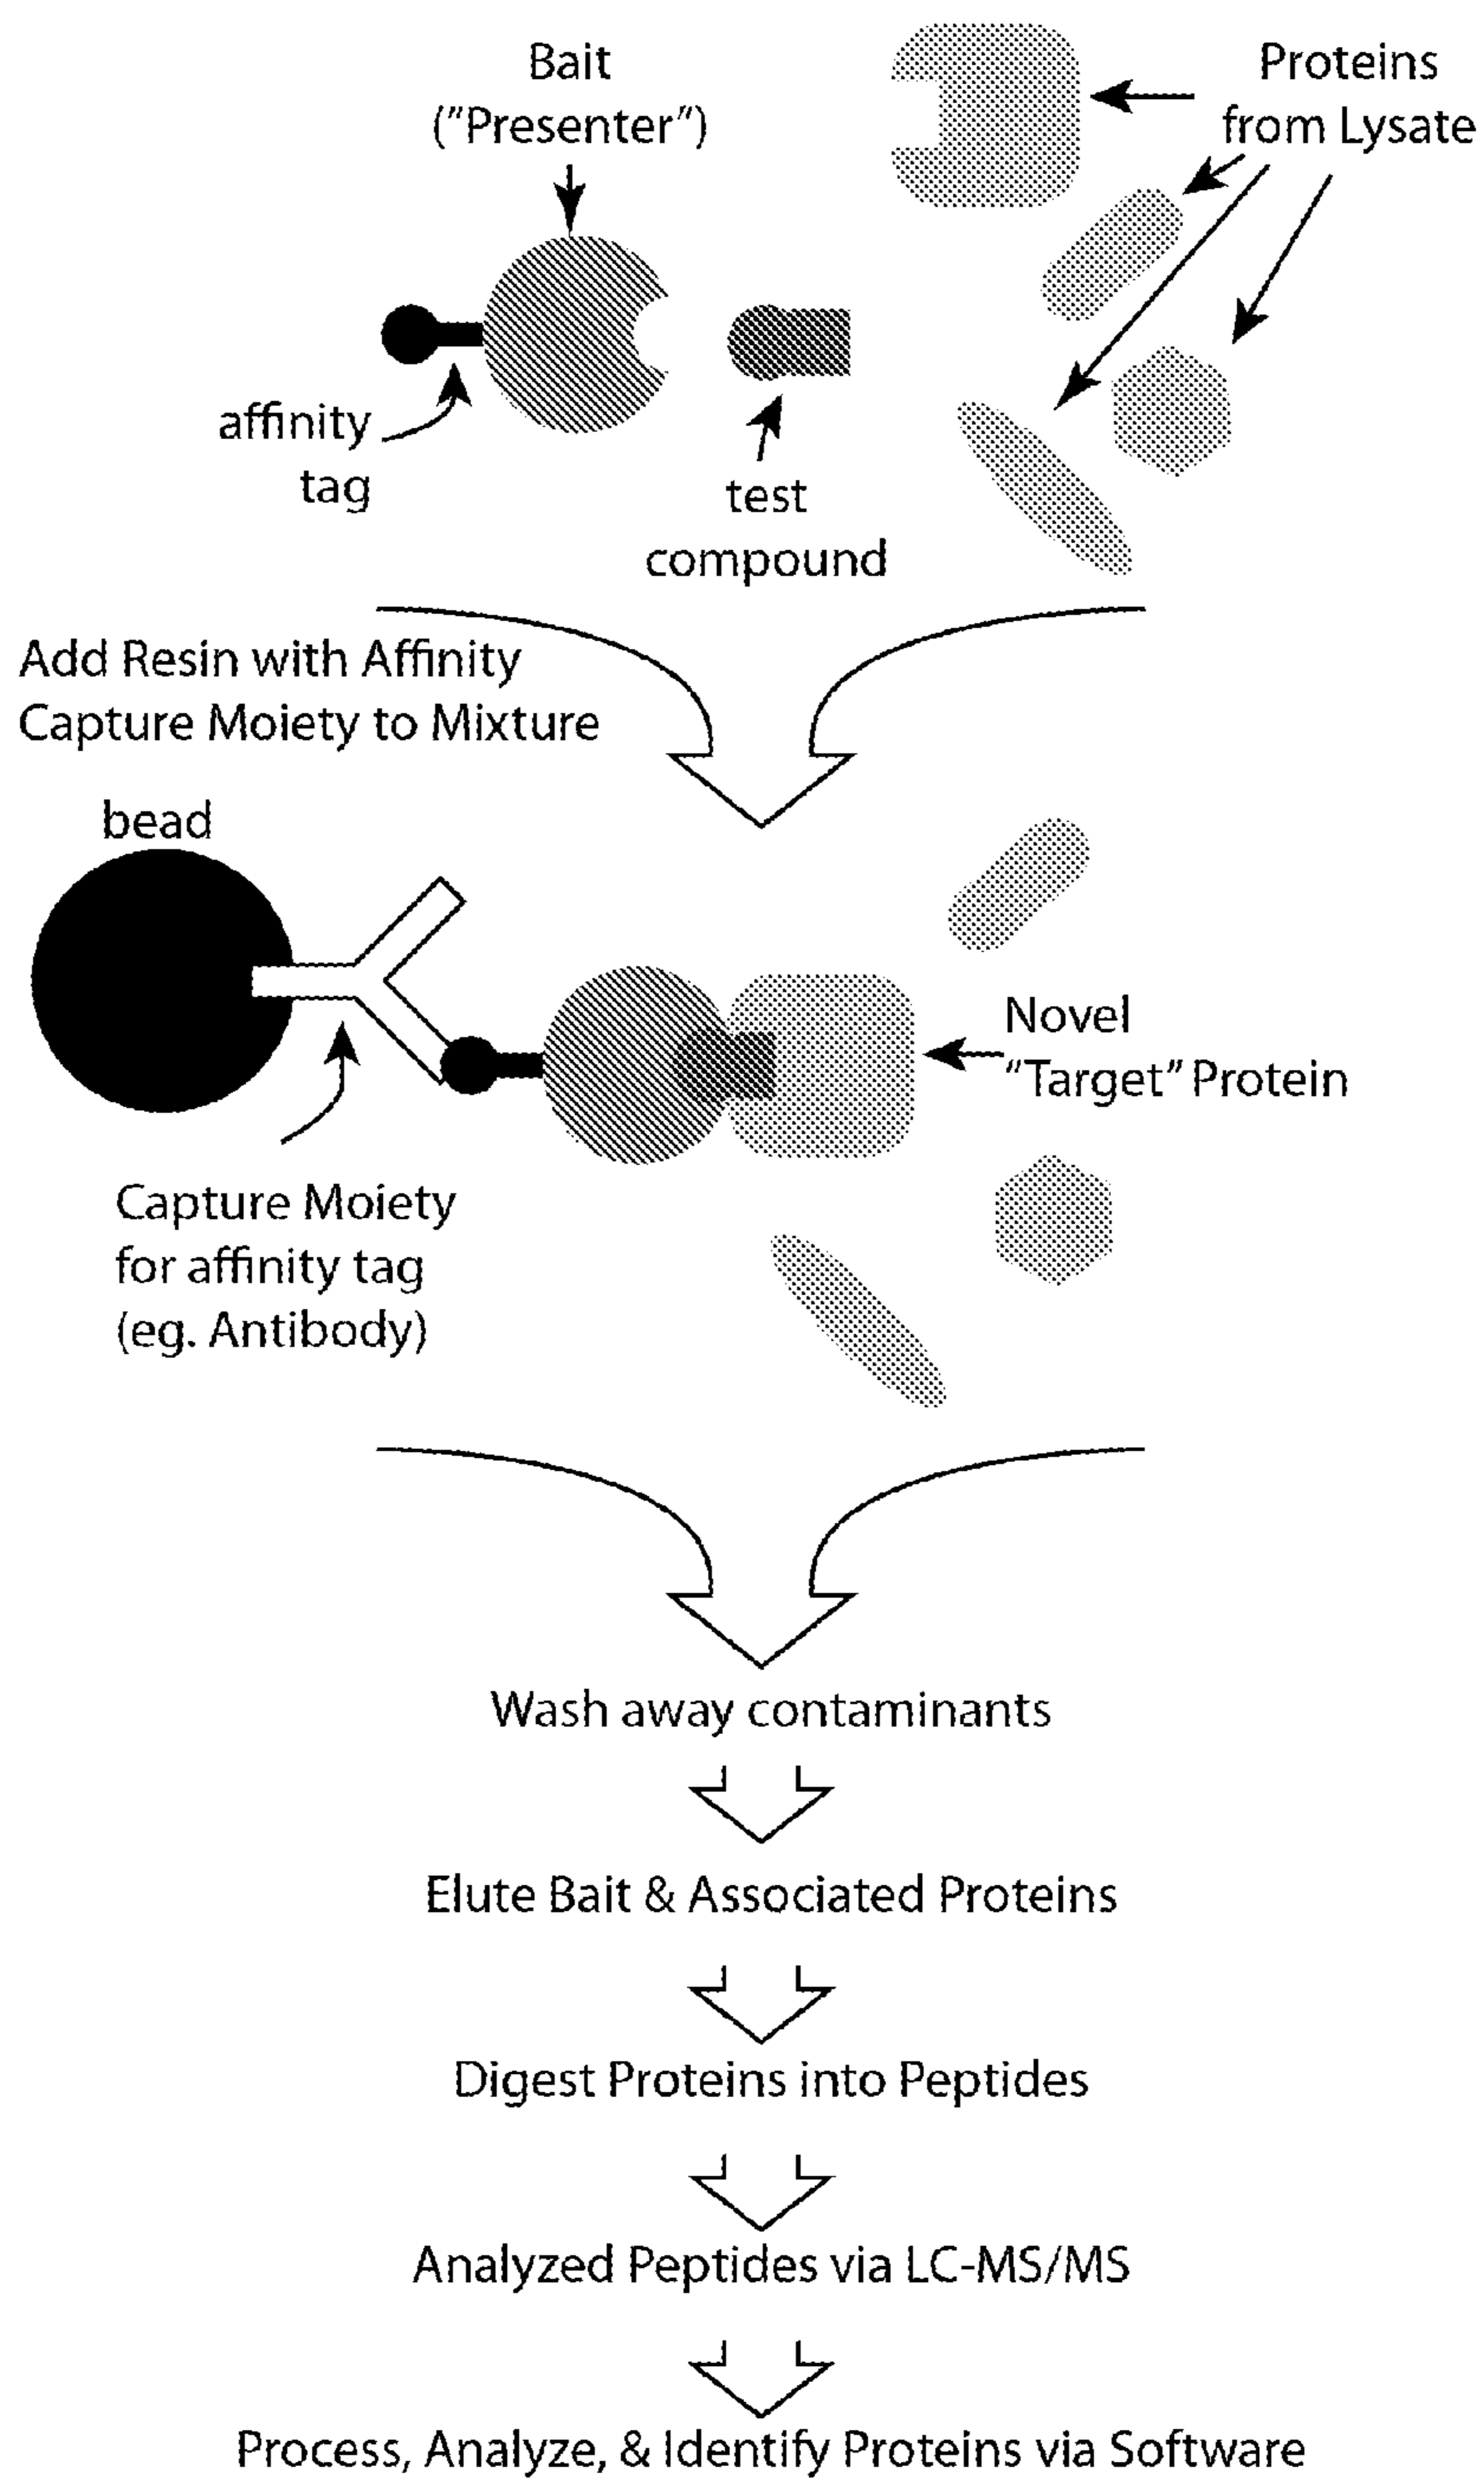 Bait
("Presenter")
Proteins
from Lysate
affinity
tag
test
compound
Add Resin with Affinity
Capture Moiety to Mixture
bead
Novel
"Target" Protein
Capture Moiety
for affinity tag
(eg. Antibody)
Wash away contaminants
Elute Bait & Associated Proteins
Digest Proteins into Peptides
Analyzed Peptides via LC-MS/MS
Process, Analyze, & Identify Proteins via Software